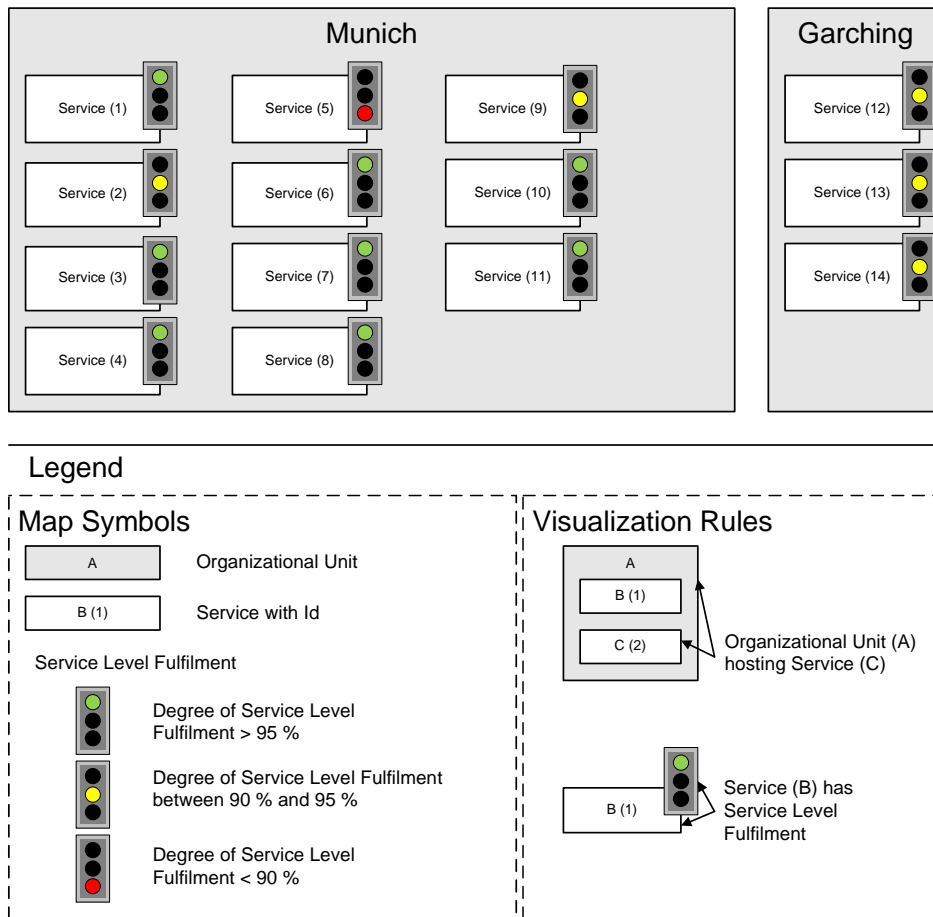 Munich
Garching
Service (1)
Service (5)
Service (9)
Service (12)
Service (2)
Service (6)
Service (10)
Service (13)
Service (3)
Service (7)
Service (11)
Service (14)
Service (4)
Service (8)
Legend
Map Symbols
A
Organizational Unit
B (1)
Service with Id
Service Level Fulfilment
Degree of Service Level
Fulfilment > 95 %
Degree of Service Level Fulfilment
between 90 % and 95 %
Degree of Service Level
Fulfilment < 90 %
Visualization Rules
A
B (1)
C (2)
Organizational Unit (A)
hosting Service (C)
B (1)
Service (B) has
Service Level
Fulfilment